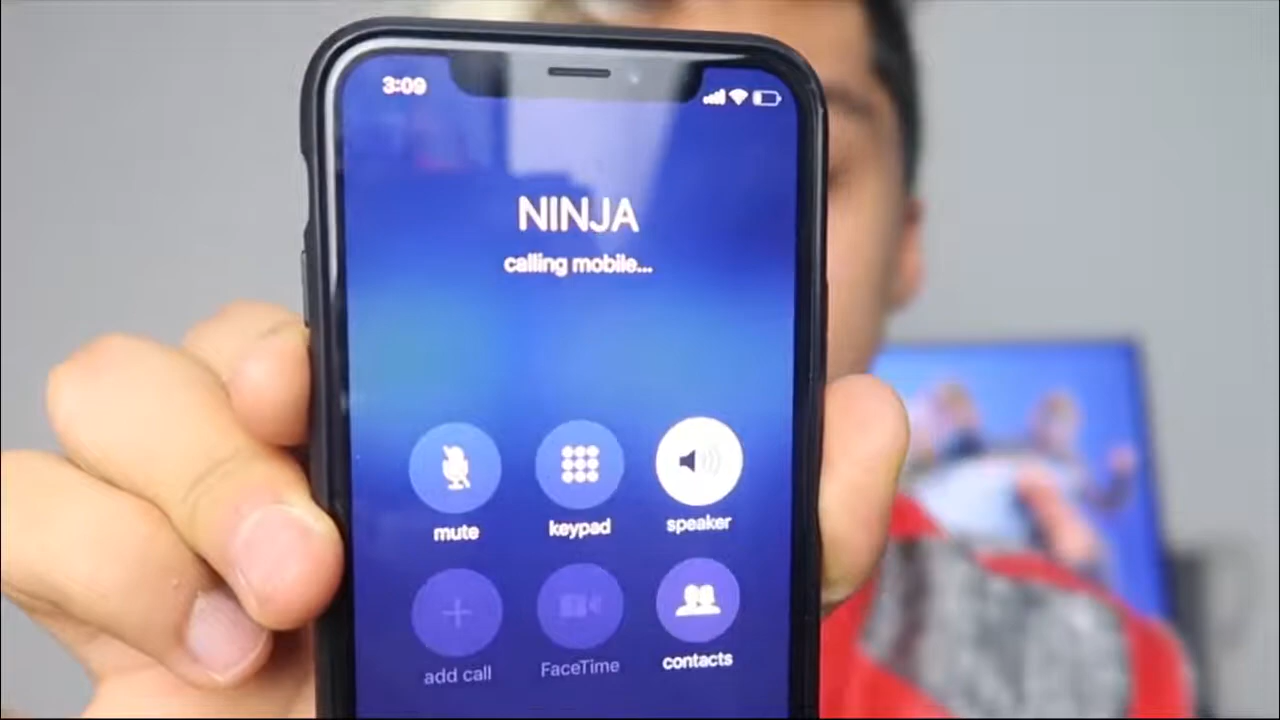 3:09
NINJA
calling mobile...
mute
keypad
speaker
add call
FaceTime
contacts